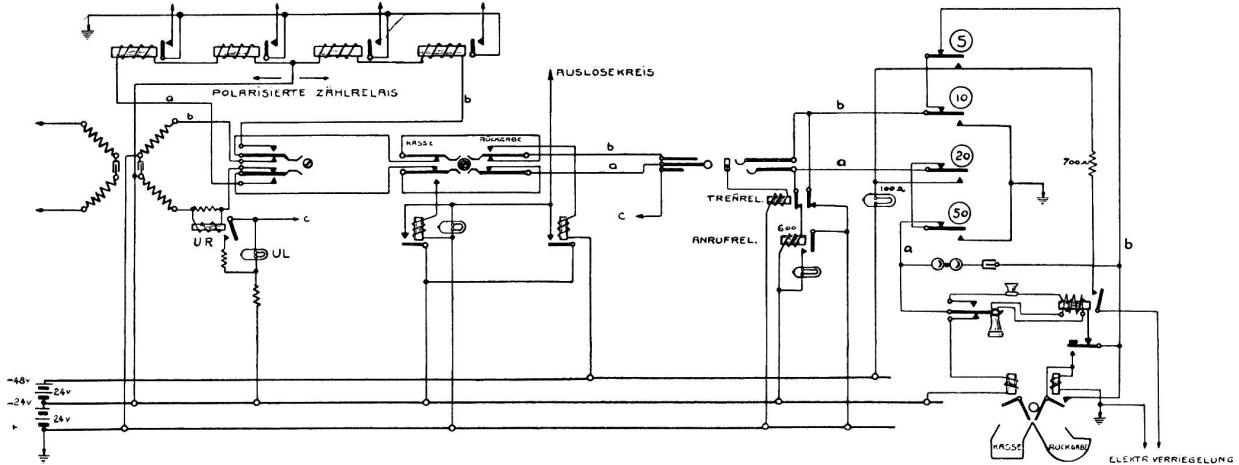 POLARISIERTE ZÄHLRELAIS
a
b
AUSLÖSEKREIS
b
KASSE
RÜCKGABE
b
a
c
UR
c
UL
b
a
TRENREL.
ANRUFREL.
600
100Ω
5
10
20
50
700Ω
a
b
-48V
24V
-24V
24V
+
KASSE
RÜCKGABE
ELEKTR VERRIEGELUNG